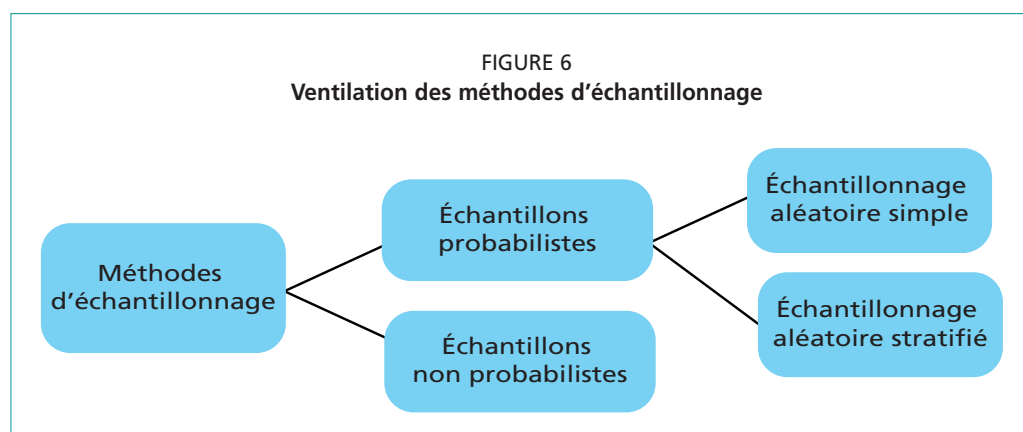 FIGURE 6
Ventilation des méthodes d'échantillonnage
Méthodes
d'échantillonnage
Échantillons
probabilistes
Échantillons
non probabilistes
Échantillonnage
aléatoire simple
Échantillonnage
aléatoire stratifié